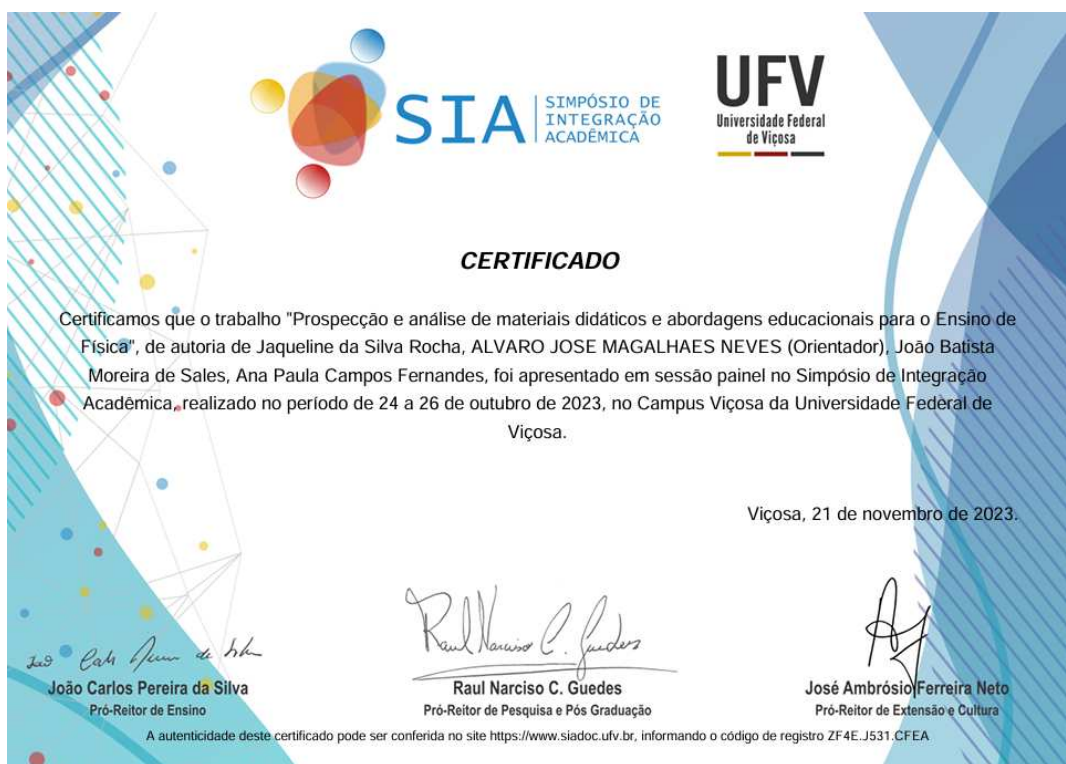 SIA
SIMPÓSIO DE
INTEGRAÇÃO
ACADÊMICA
UFV
Universidade Federal
de Viçosa
CERTIFICADO
Certificamos que o trabalho "Prospecção e análise de materiais didáticos e abordagens educacionais para o Ensino de
Física", de autoria de Jaqueline da Silva Rocha, ALVARO JOSE MAGALHAES NEVES (Orientador), João Batista
Moreira de Sales, Ana Paula Campos Fernandes, foi apresentado em sessão painel no Simpósio de Integração
Acadêmica, realizado no período de 24 a 26 de outubro de 2023, no Campus Viçosa da Universidade Federal de
Viçosa.
Viçosa, 21 de novembro de 2023.
Raul Narciso C. Guedes
João Carlos Pereira da Silva
Pró-Reitor de Ensino
Raul Narciso C. Guedes
Pró-Reitor de Pesquisa e Pós Graduação
José Ambrósio Ferreira Neto
Pró-Reitor de Extensão e Cultura
A autenticidade deste certificado pode ser conferida no site https://www.siadoc.ufv.br, informando o código de registro ZF4E.J531.CFEA